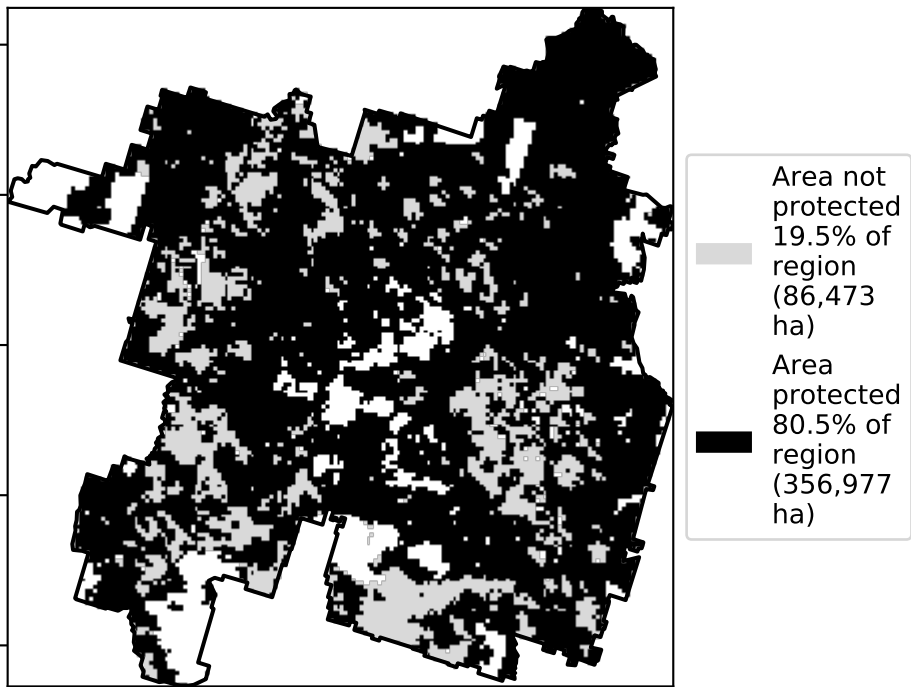 Area not
protected
19.5% of
region
(86,473
ha)
Area
protected
80.5% of
region
(356,977
ha)